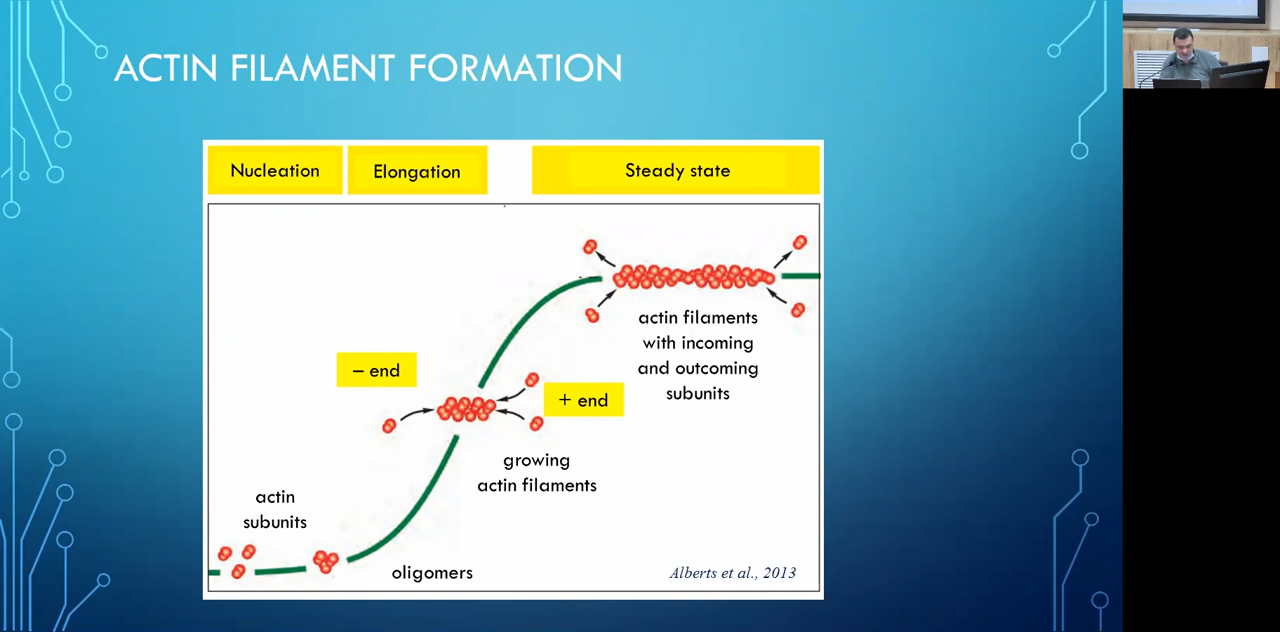 ACTIN FILAMENT FORMATION
Nucleation
Elongation
Steady state
– end
+ end
actin filaments
with incoming
and outcoming
subunits
growing
actin filaments
actin
subunits
oligomers
Alberts et al., 2013